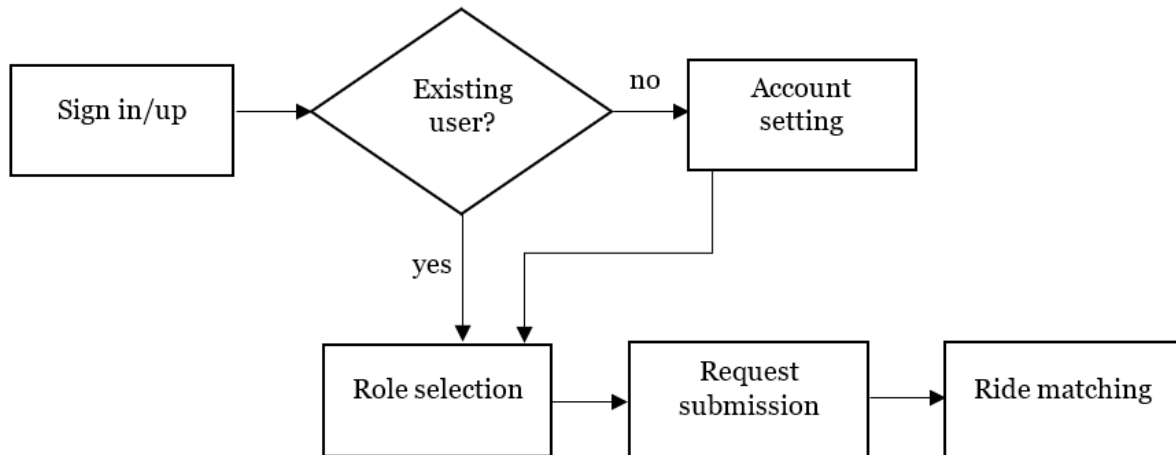 Sign in/up
Existing
user?
no
Account
setting
yes
Role selection
Request
submission
Ride matching